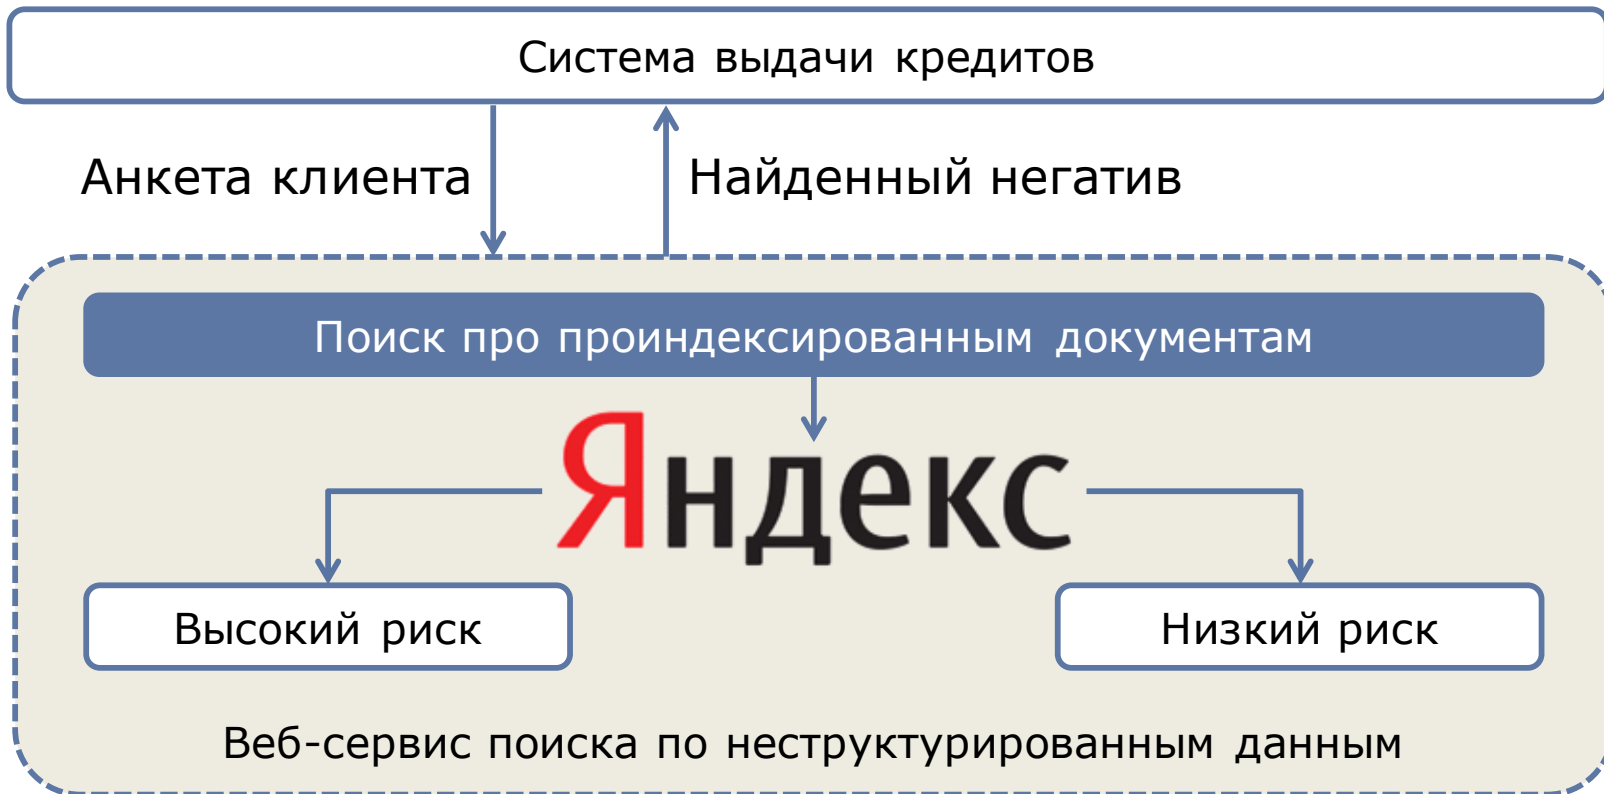 Система выдачи кредитов
Анкета клиента
Найденный негатив
Поиск про проиндексированным документам
Яндекс
Высокий риск
Низкий риск
Веб-сервис поиска по неструктурированным данным